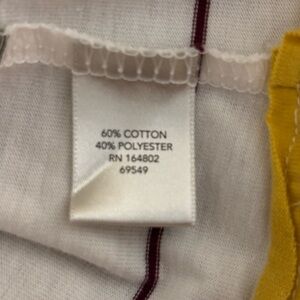 60% COTTON
40% POLYESTER
RN 164802
69549